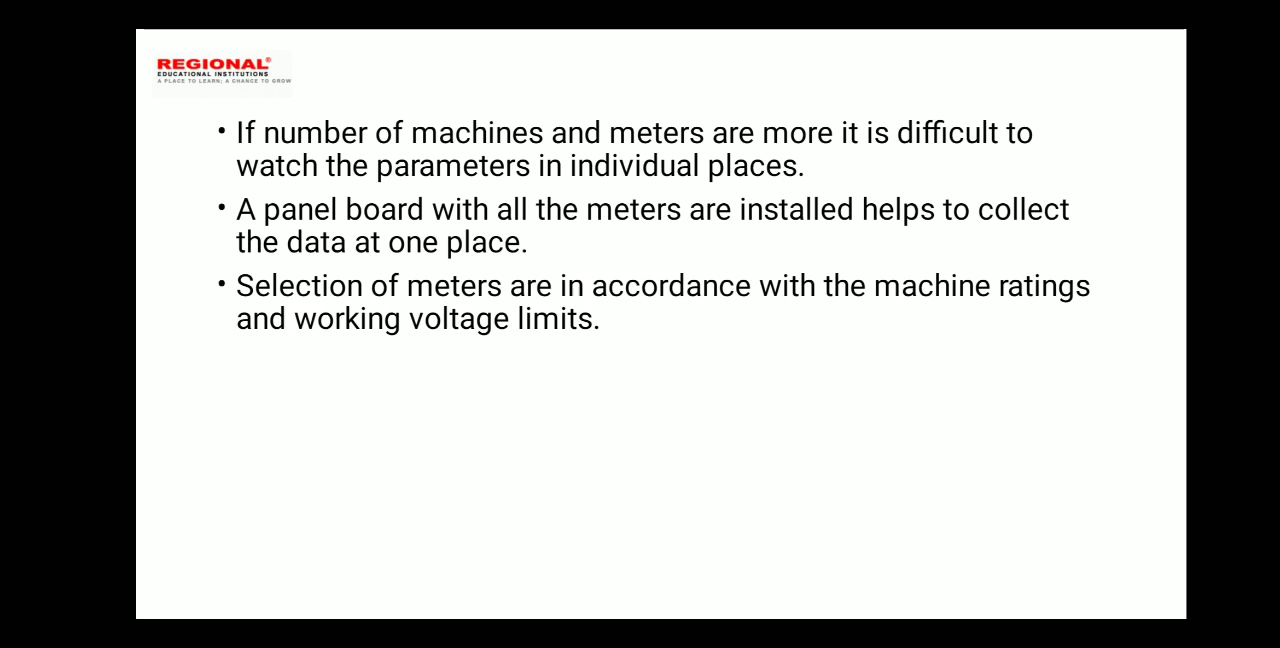 REGIONAL®
EDUCATIONAL INSTITUTIONS
A PLACE TO LEARN; A CHANCE TO GROW
• If number of machines and meters are more it is difficult to
watch the parameters in individual places.
• A panel board with all the meters are installed helps to collect
the data at one place.
• Selection of meters are in accordance with the machine ratings
and working voltage limits.